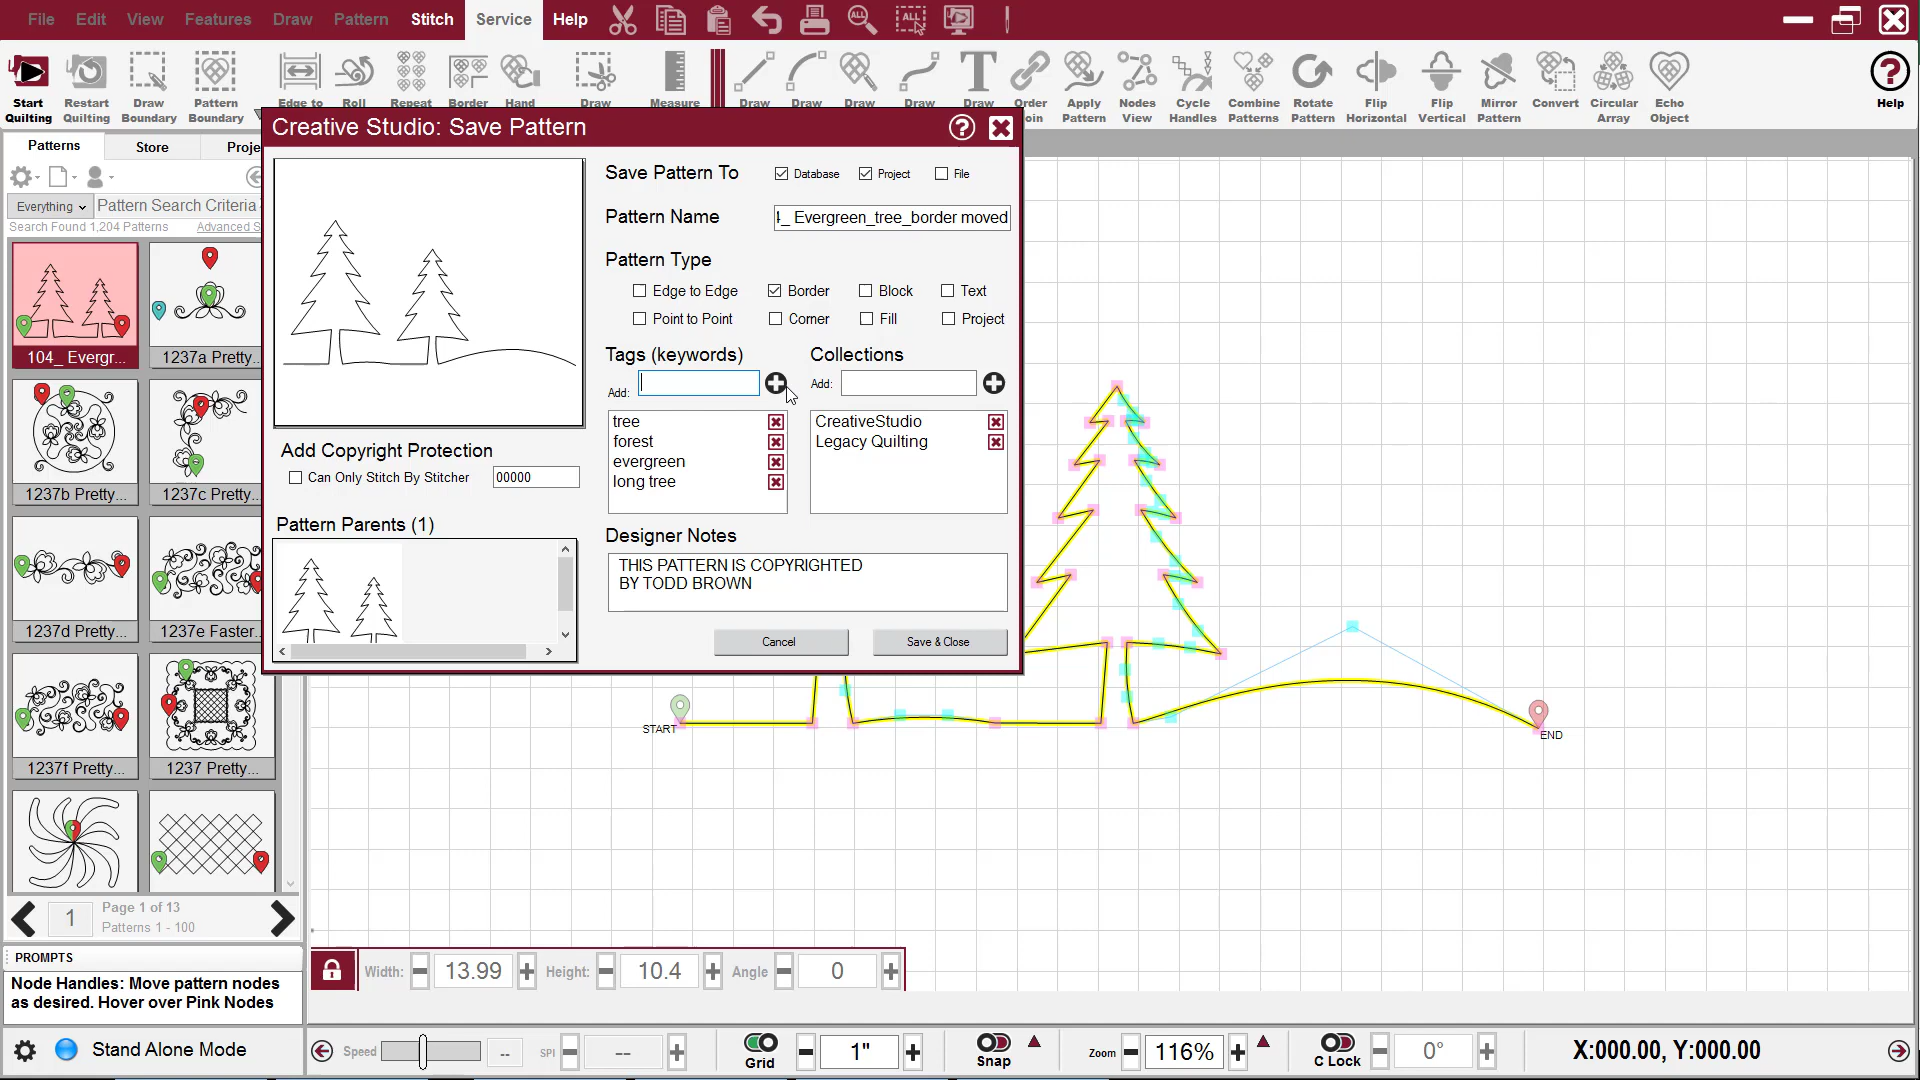 File Edit View Features Draw Pattern Stitch Service Help
ALL ALL
Start Quilting
Restart Quilting
Draw Boundary
Pattern Boundary
Edge to
Roll
Repeat
Border
Hand
Draw
Measure
Draw
Draw
Draw
Draw
Draw
Order
Apply Pattern
Nodes View
Cycle Handles
Combine Patterns
Rotate Pattern
Flip Horizontal
Flip Vertical
Mirror Pattern
Convert
Circular Array
Echo Object
Help
Patterns Store Proje
Everything Pattern Search Criteria
Search Found 1,204 Patterns Advanced S
104_ Evergr... 1237a Pretty...
1237b Pretty... 1237c Pretty...
1237d Pretty... 1237e Faster...
1237f Pretty... 1237 Pretty...
1 Page 1 of 13
Patterns 1 - 100
PROMPTS
Node Handles: Move pattern nodes
as desired. Hover over Pink Nodes
Creative Studio: Save Pattern
Save Pattern To Database Project File
Pattern Name _ Evergreen_tree_border moved
Pattern Type
Edge to Edge Border Block Text
Point to Point Corner Fill Project
Tags (keywords) Collections
Add: Add:
tree
forest
evergreen
long tree
CreativeStudio
Legacy Quilting
Add Copyright Protection
Can Only Stitch By Stitcher 00000
Pattern Parents (1)
Designer Notes
THIS PATTERN IS COPYRIGHTED
BY TODD BROWN
Cancel Save & Close
START
END
Width: 13.99 Height: 10.4 Angle 0
Stand Alone Mode Speed -- SPI -- Grid 1" Snap Zoom 116% C Lock 0° X:000.00, Y:000.00